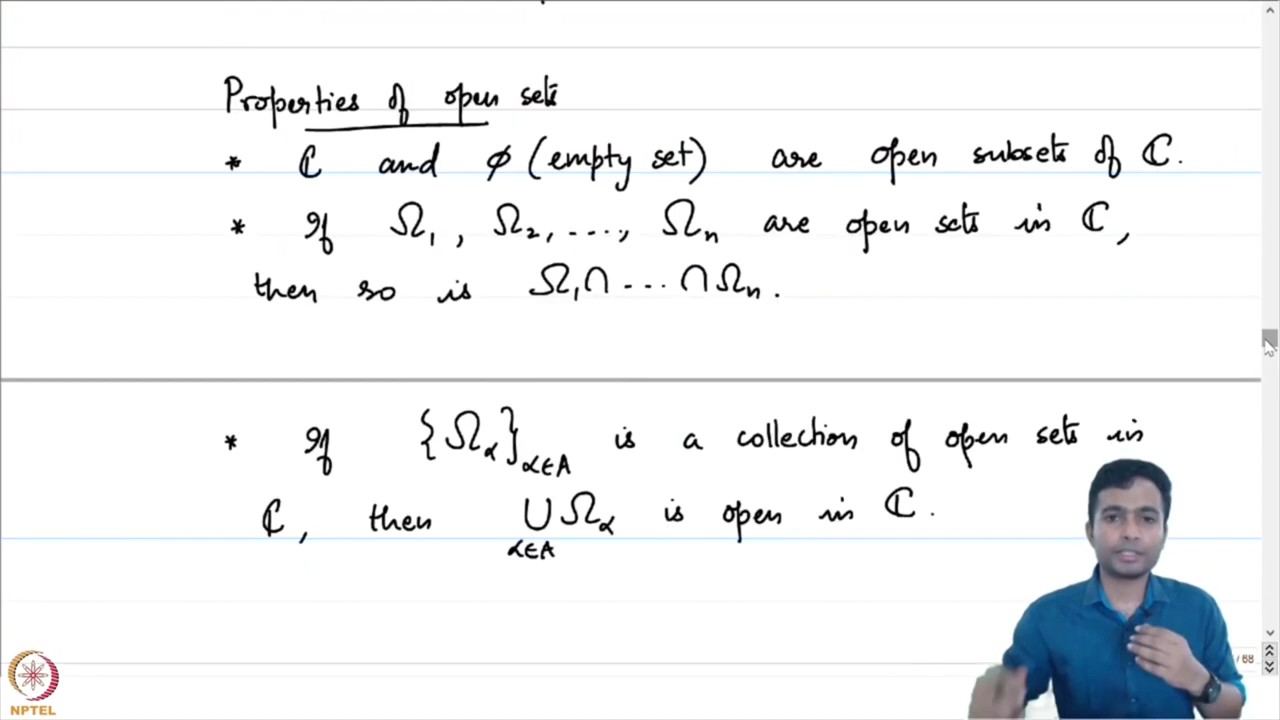 Properties of open sets
* ℂ and ϕ (empty set) are open subsets of ℂ.
* If Ω₁, Ω₂, ..., Ωₙ are open sets in ℂ,
then so is Ω₁∩ --- ∩Ωₙ.
* If {Ω_α}_{α∈A} is a collection of open sets in
ℂ, then ∪_{α∈A} Ω_α is open in ℂ.
/ 68
NPTEL